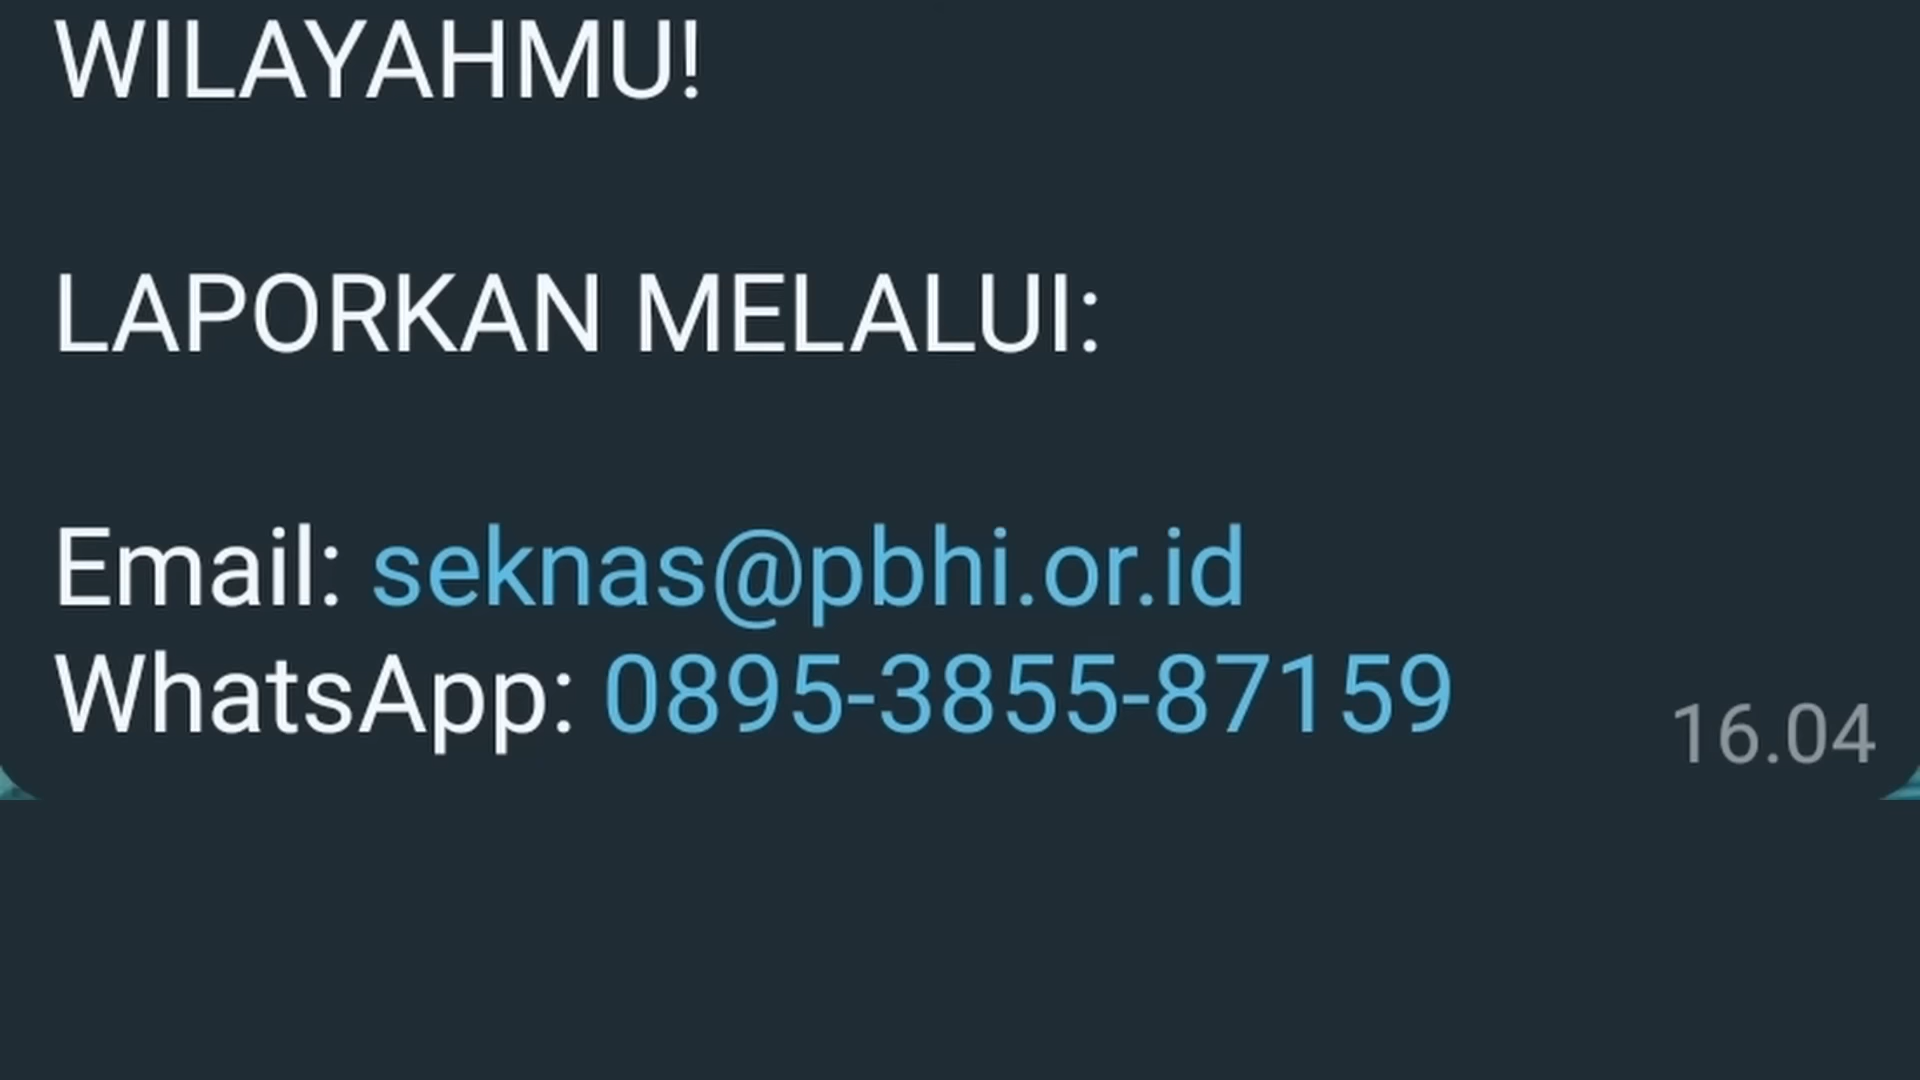 WILAYAHMU!
LAPORKAN MELALUI:
Email: seknas@pbhi.or.id
WhatsApp: 0895-3855-87159
16.04